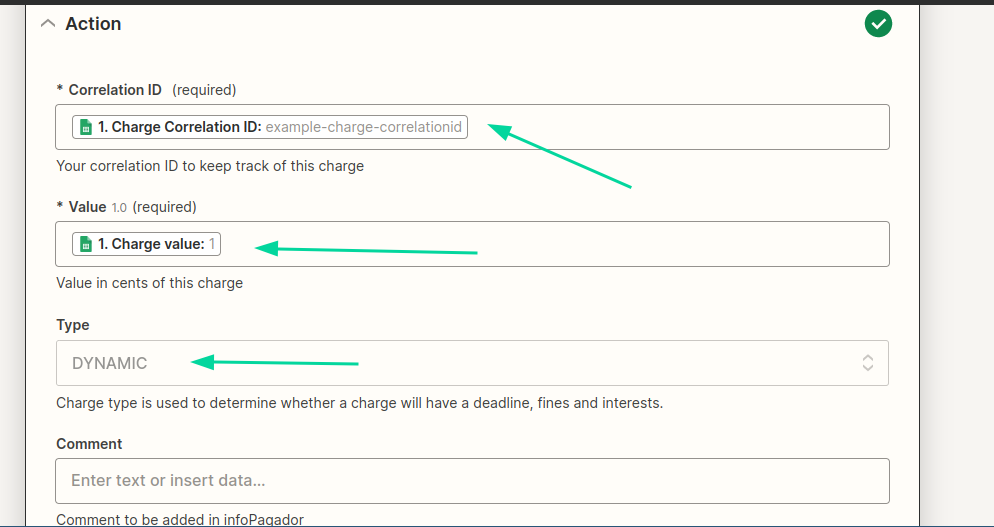 Action
* Correlation ID (required)
1. Charge Correlation ID: example-charge-correlationid
Your correlation ID to keep track of this charge
* Value 1.0 (required)
1. Charge value: 1
Value in cents of this charge
Type
DYNAMIC
Charge type is used to determine whether a charge will have a deadline, fines and interests.
Comment
Enter text or insert data...
Comment to be added in infoPagador